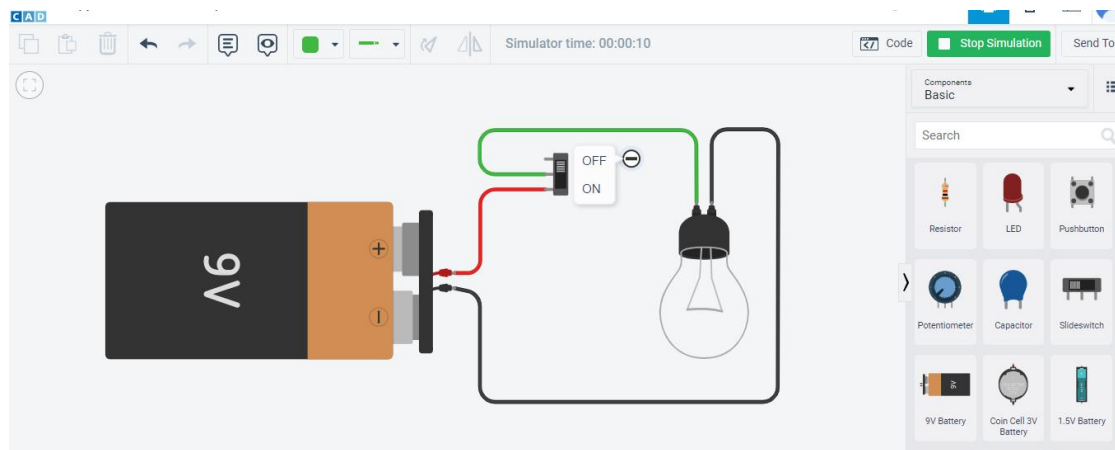 CAD
Simulator time: 00:00:10
Code
Stop Simulation
Send To
Components
Basic
Search
OFF
ON
9V
+
−
Resistor
LED
Pushbutton
Potentiometer
Capacitor
Slideswitch
9V
9V Battery
Coin Cell 3V
Battery
1.5V Battery